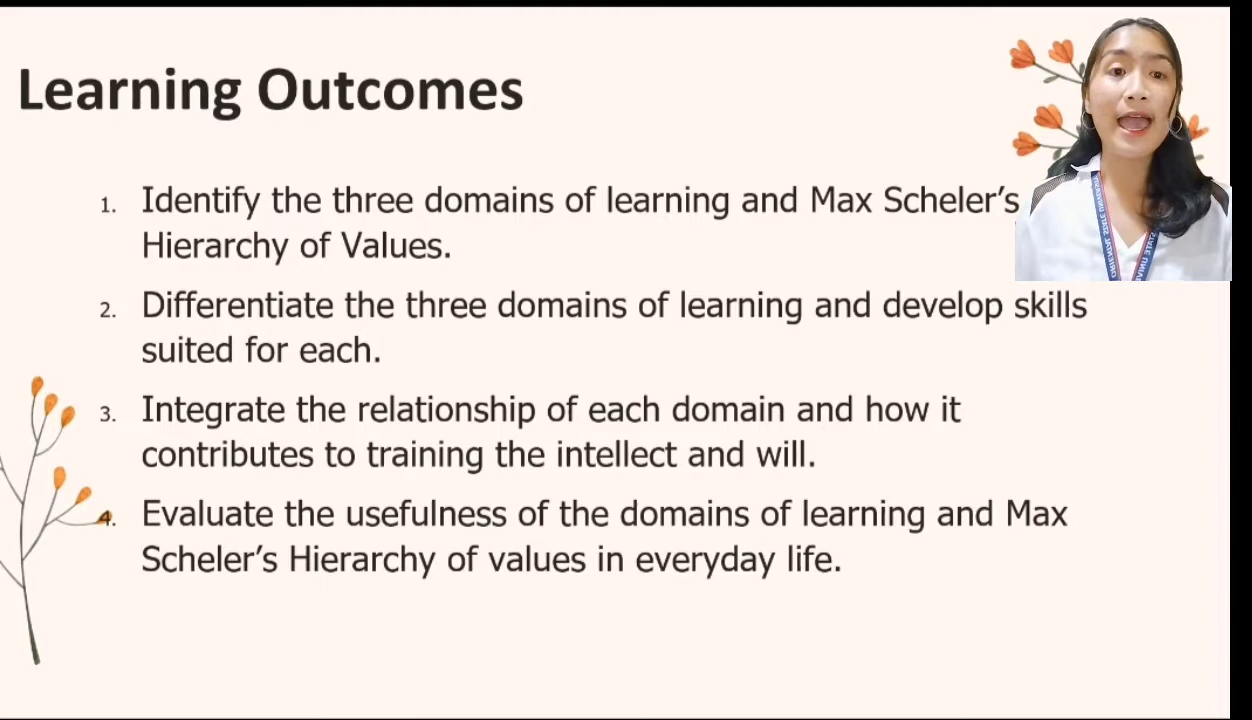 Learning Outcomes
1. Identify the three domains of learning and Max Scheler's
Hierarchy of Values.
2. Differentiate the three domains of learning and develop skills
suited for each.
3. Integrate the relationship of each domain and how it
contributes to training the intellect and will.
4. Evaluate the usefulness of the domains of learning and Max
Scheler's Hierarchy of values in everyday life.